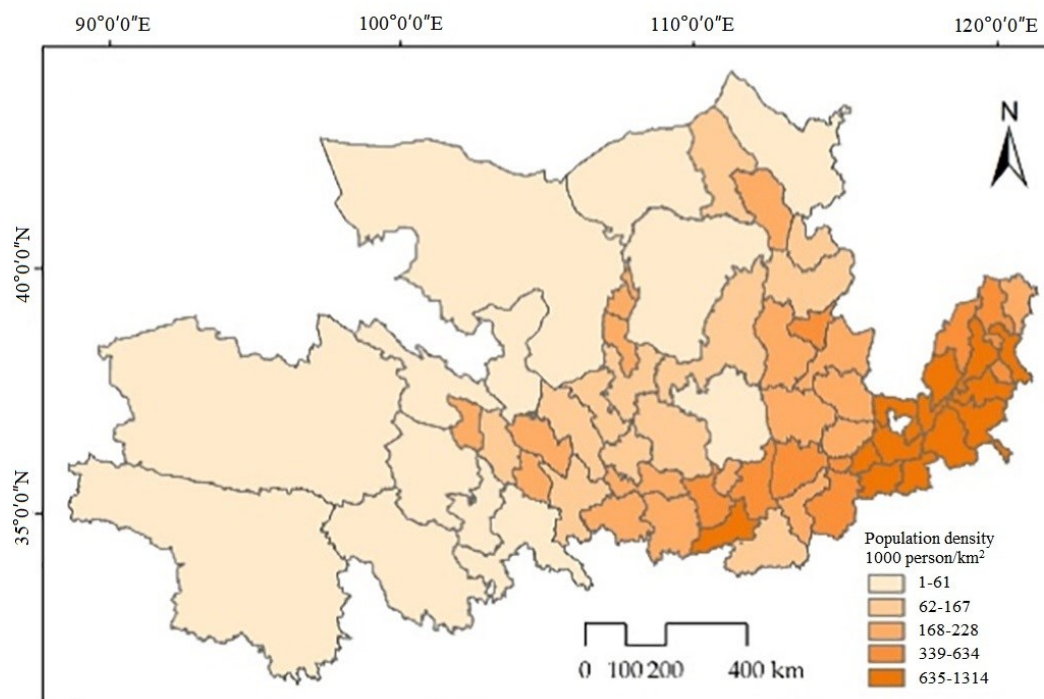 90°0′0″E 100°0′0″E 110°0′0″E 120°0′0″E
N
40°0′0″N
35°0′0″N
Population density
1000 person/km²
1-61
62-167
168-228
339-634
635-1314
0 100 200 400 km